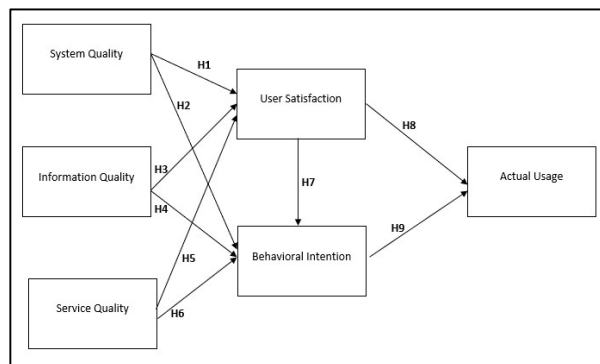 System Quality
H1
User Satisfaction
H2
H8
H3
Information Quality
H7
Actual Usage
H4
H9
H5
Behavioral Intention
H6
Service Quality